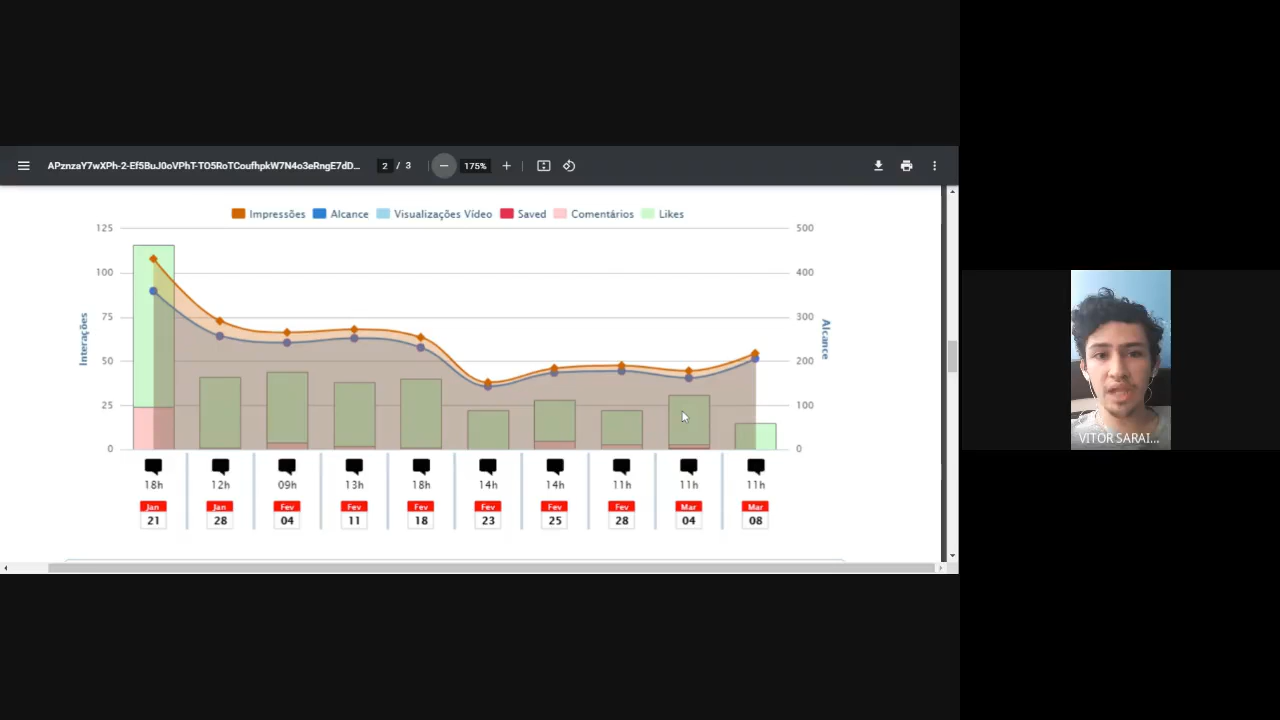 APznzaY7wXPh-2-Ef5BuJ0oVPhT-TO5RoTCoufhpkW7N4o3eRngE7dD... 2 / 3 175%
Impressões Alcance Visualizações Vídeo Saved Comentários Likes
125 500
100 400
75 300
50 200
25 100
0 0
Interações
Alcance
18h 12h 09h 13h 18h 14h 14h 11h 11h 11h
Jan Jan Fev Fev Fev Fev Fev Fev Mar Mar
21 28 04 11 18 23 25 28 04 08
VITOR SARAI...